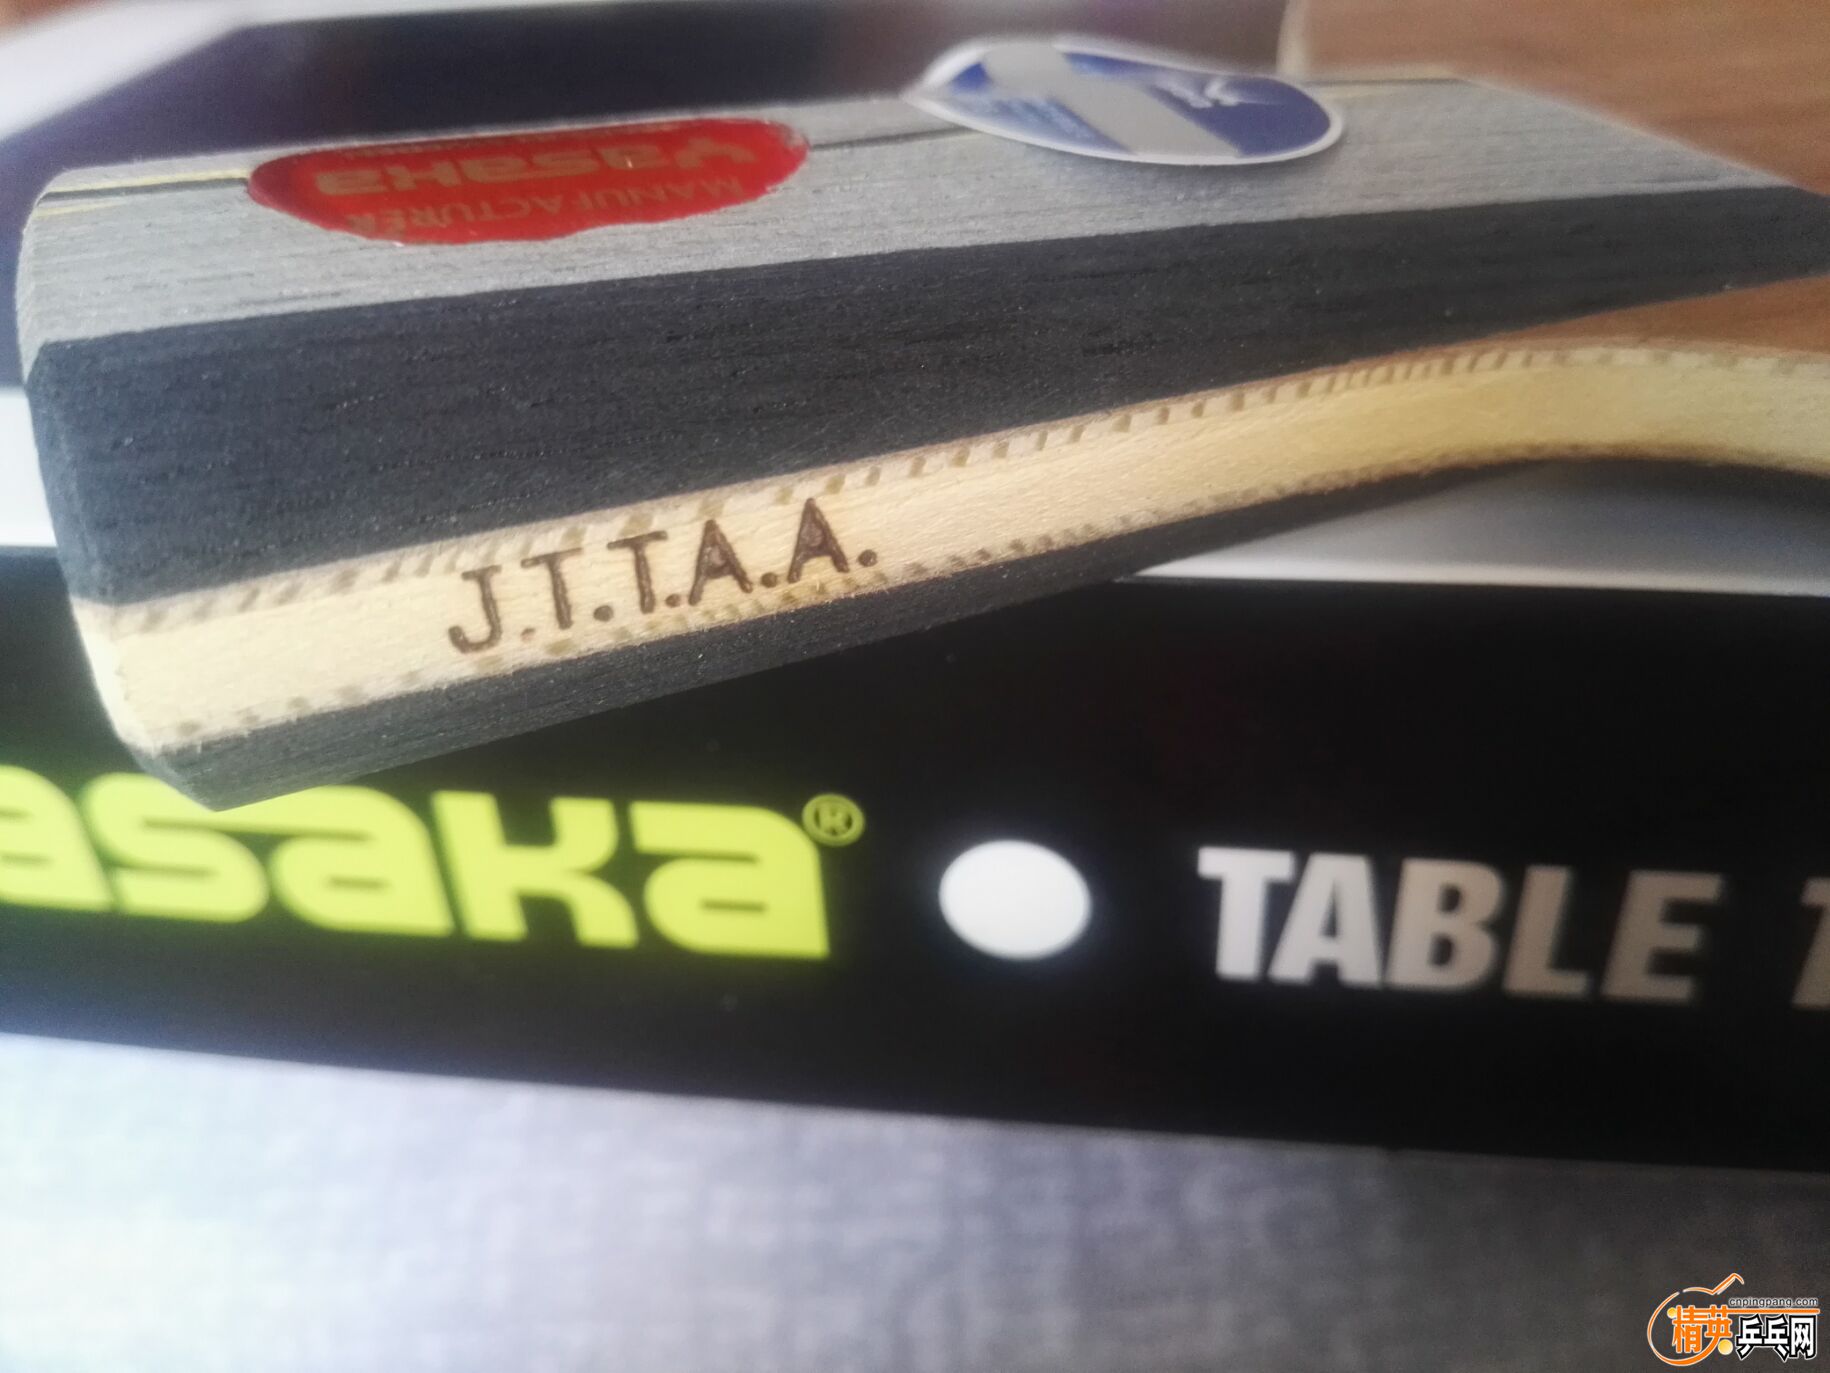 MANUFACTURER
Yasaka
J.T.T.A.A.
asaka®
TABLE T
cnpingpang.com
精英乒乓网